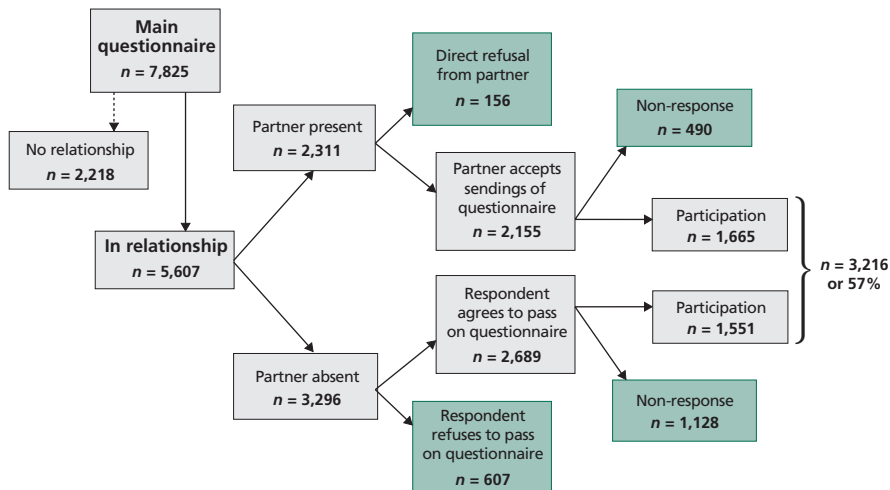 Main
questionnaire
n = 7,825
No relationship
n = 2,218
In relationship
n = 5,607
Partner present
n = 2,311
Partner absent
n = 3,296
Direct refusal
from partner
n = 156
Partner accepts
sendings of
questionnaire
n = 2,155
Respondent
agrees to pass
on questionnaire
n = 2,689
Respondent
refuses to pass
on questionnaire
n = 607
Non-response
n = 490
Participation
n = 1,665
Participation
n = 1,551
Non-response
n = 1,128
n = 3,216
or 57%